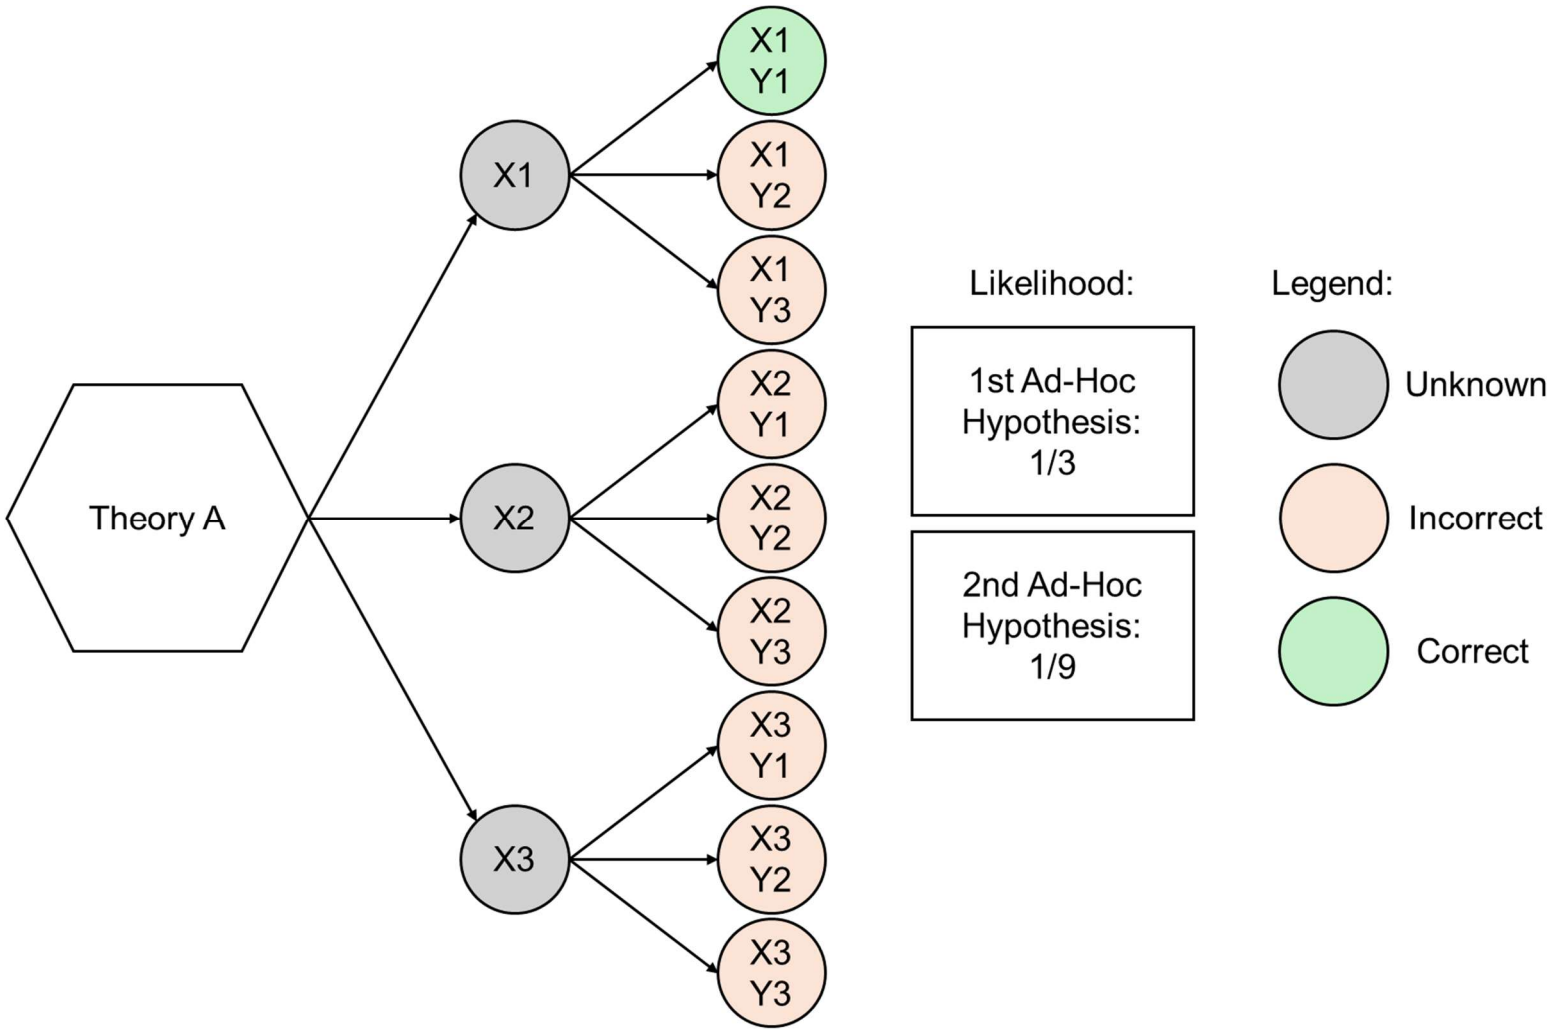 X1
Y1
X1
Y2
X1
Y3
X1
X2
Y1
X2
Y2
X2
Y3
X2
X3
Y1
X3
Y2
X3
Y3
X3
Theory A
Likelihood:
1st Ad-Hoc
Hypothesis:
1/3
2nd Ad-Hoc
Hypothesis:
1/9
Legend:
Unknown
Incorrect
Correct